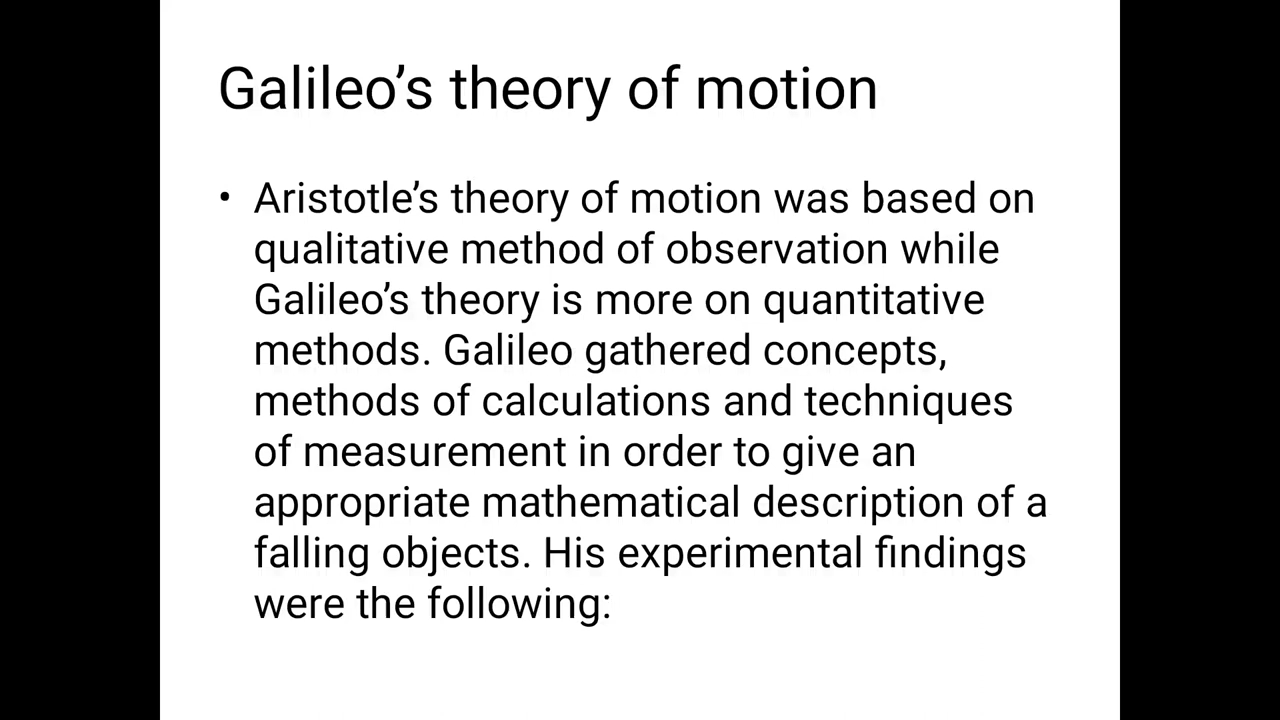 Galileo’s theory of motion
• Aristotle’s theory of motion was based on
qualitative method of observation while
Galileo’s theory is more on quantitative
methods. Galileo gathered concepts,
methods of calculations and techniques
of measurement in order to give an
appropriate mathematical description of a
falling objects. His experimental findings
were the following: